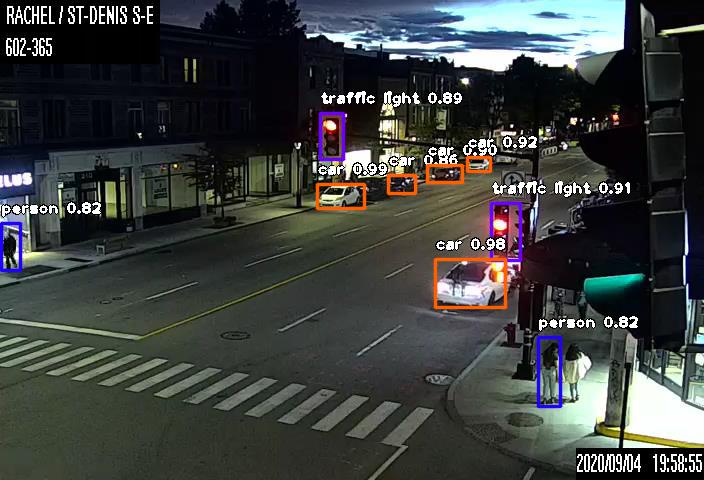 RACHEL / ST-DENIS S-E
602-365
traffic light 0.89
car 0.92
car 0.90
car 0.86
car 0.99
LUS
traffic light 0.91
person 0.82
car 0.98
person 0.82
2020/09/04 19:58:55